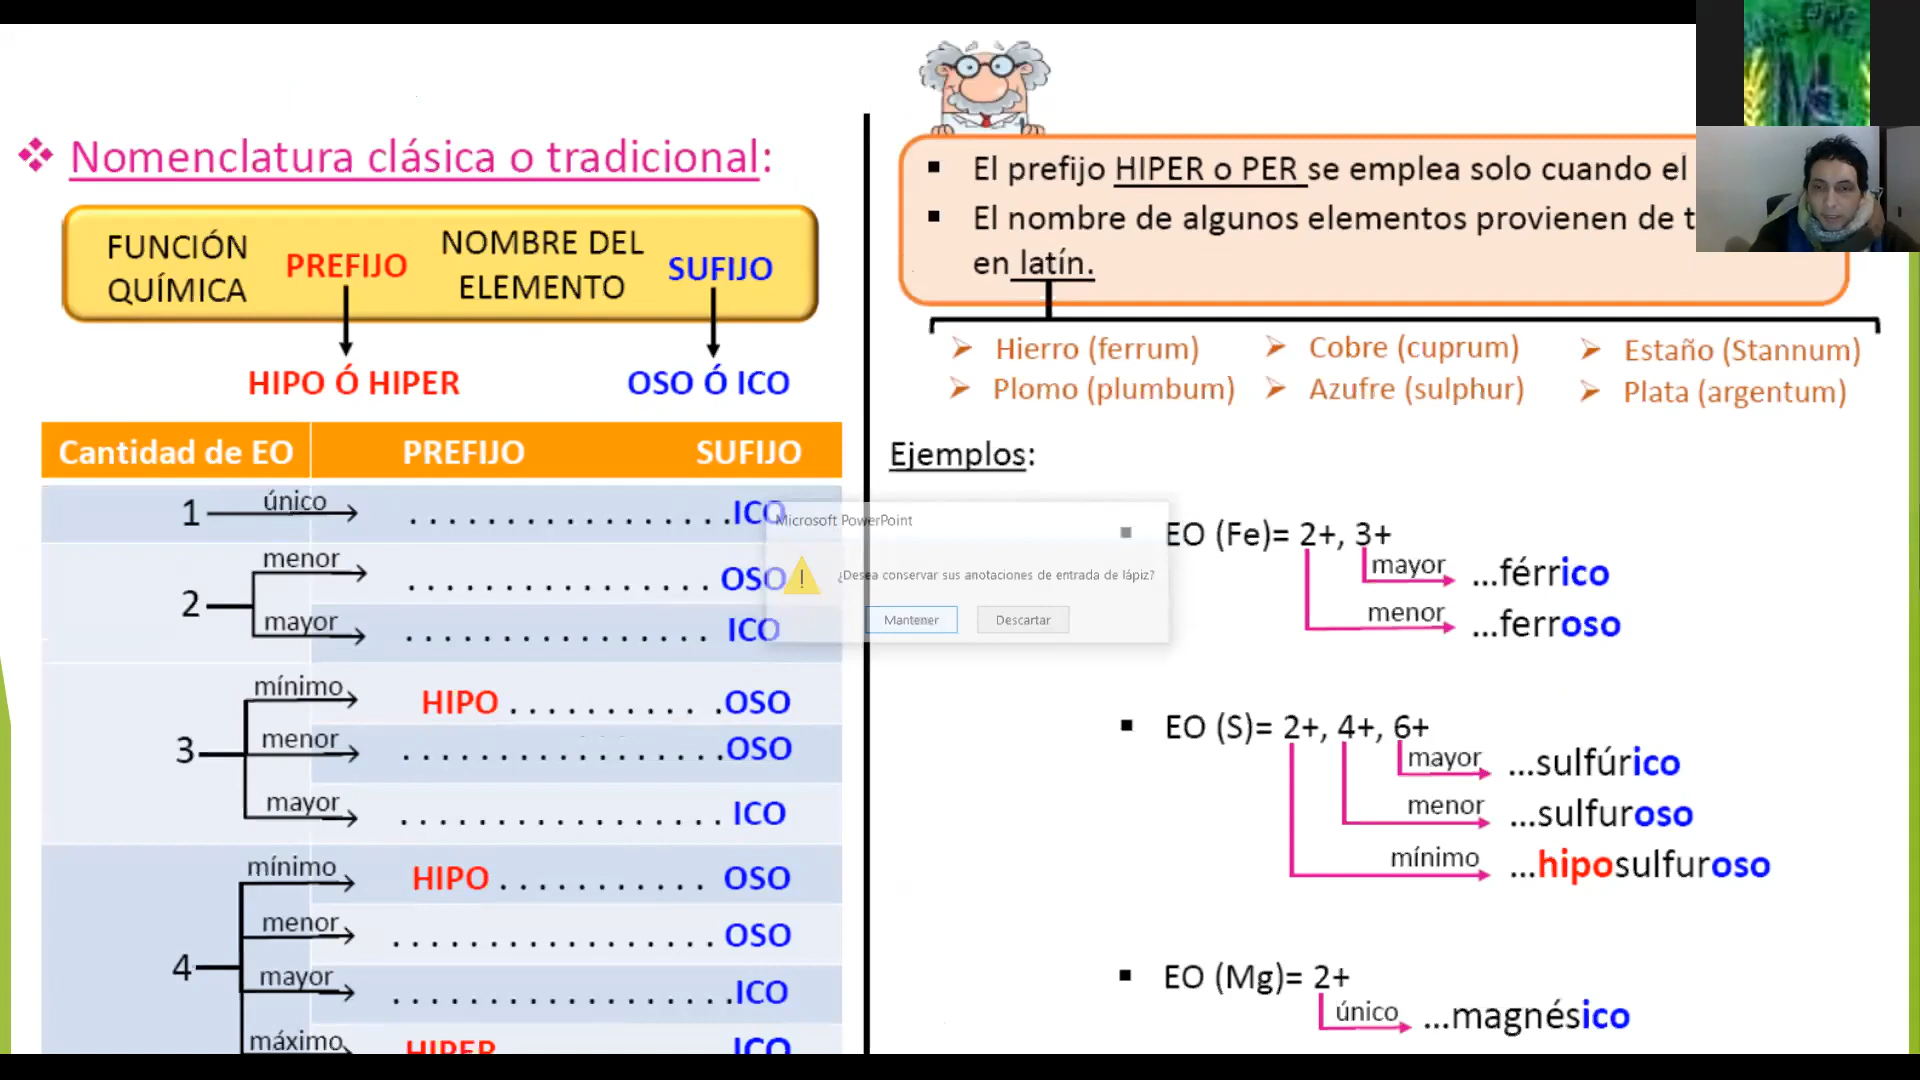 ❖ Nomenclatura clásica o tradicional:
FUNCIÓN QUÍMICA PREFIJO NOMBRE DEL ELEMENTO SUFIJO
HIPO Ó HIPER OSO Ó ICO
Cantidad de EO PREFIJO SUFIJO
1 único ICO
2 menor OSO
mayor ICO
3 mínimo HIPO OSO
menor OSO
mayor ICO
4 mínimo HIPO OSO
menor OSO
mayor ICO
máximo HIPER ICO
▪ El prefijo HIPER o PER se emplea solo cuando el
▪ El nombre de algunos elementos provienen de t
en latín.
➢ Hierro (ferrum) ➢ Cobre (cuprum) ➢ Estaño (Stannum)
➢ Plomo (plumbum) ➢ Azufre (sulphur) ➢ Plata (argentum)
Ejemplos:
▪ EO (Fe)= 2+, 3+
mayor ...férrico
menor ...ferroso
▪ EO (S)= 2+, 4+, 6+
mayor ...sulfúrico
menor ...sulfuroso
mínimo ...hiposulfuroso
▪ EO (Mg)= 2+
único ...magnésico
Microsoft PowerPoint
¿Desea conservar sus anotaciones de entrada de lápiz?
Mantener Descartar